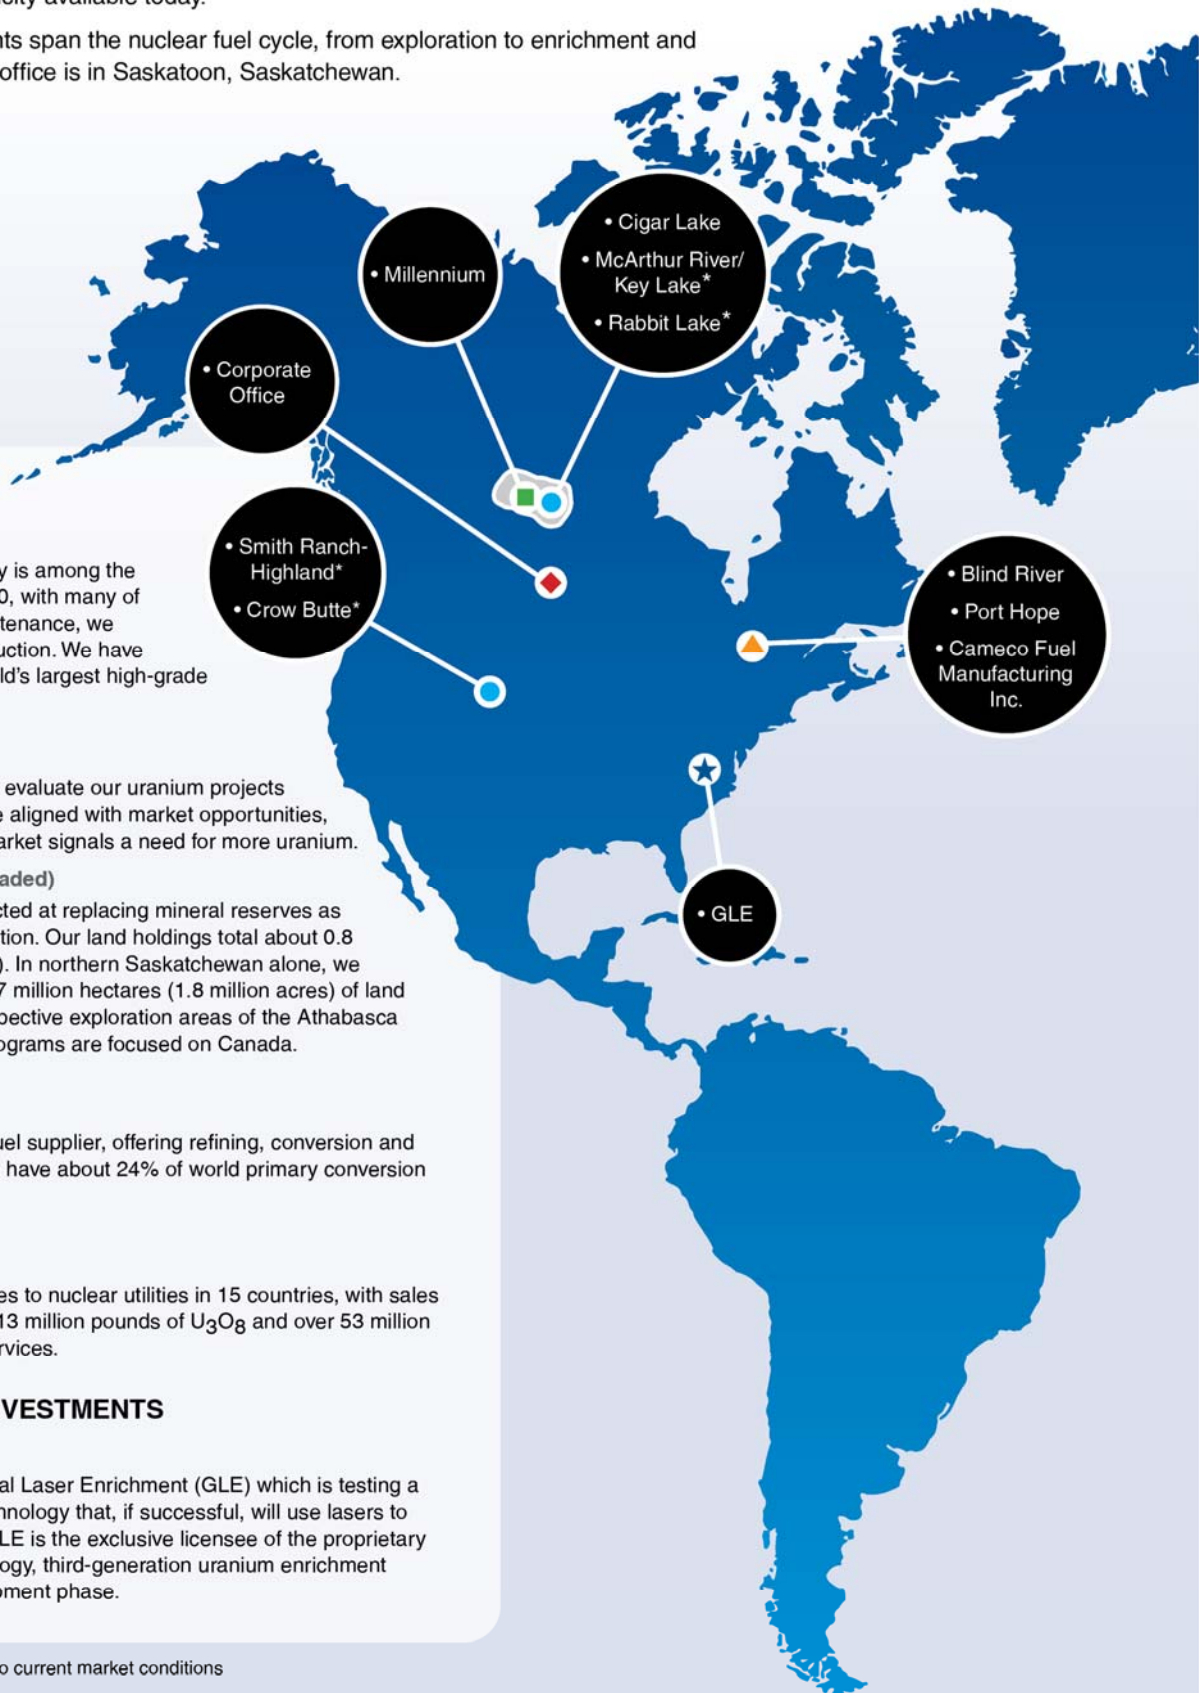 nts span the nuclear fuel cycle, from exploration to enrichment and
office is in Saskatoon, Saskatchewan.
• Cigar Lake
• McArthur River/
Key Lake*
• Rabbit Lake*
• Millennium
• Corporate
Office
• Smith Ranch-
Highland*
• Crow Butte*
• Blind River
• Port Hope
• Cameco Fuel
Manufacturing
Inc.
• GLE
y is among the
0, with many of
tenance, we
uction. We have
ld's largest high-grade
evaluate our uranium projects
e aligned with market opportunities,
arket signals a need for more uranium.
aded)
cted at replacing mineral reserves as
tion. Our land holdings total about 0.8
). In northern Saskatchewan alone, we
7 million hectares (1.8 million acres) of land
pective exploration areas of the Athabasca
ograms are focused on Canada.
uel supplier, offering refining, conversion and
have about 24% of world primary conversion
es to nuclear utilities in 15 countries, with sales
13 million pounds of U3O8 and over 53 million
rvices.
VESTMENTS
al Laser Enrichment (GLE) which is testing a
hnology that, if successful, will use lasers to
LE is the exclusive licensee of the proprietary
ogy, third-generation uranium enrichment
pment phase.
o current market conditions